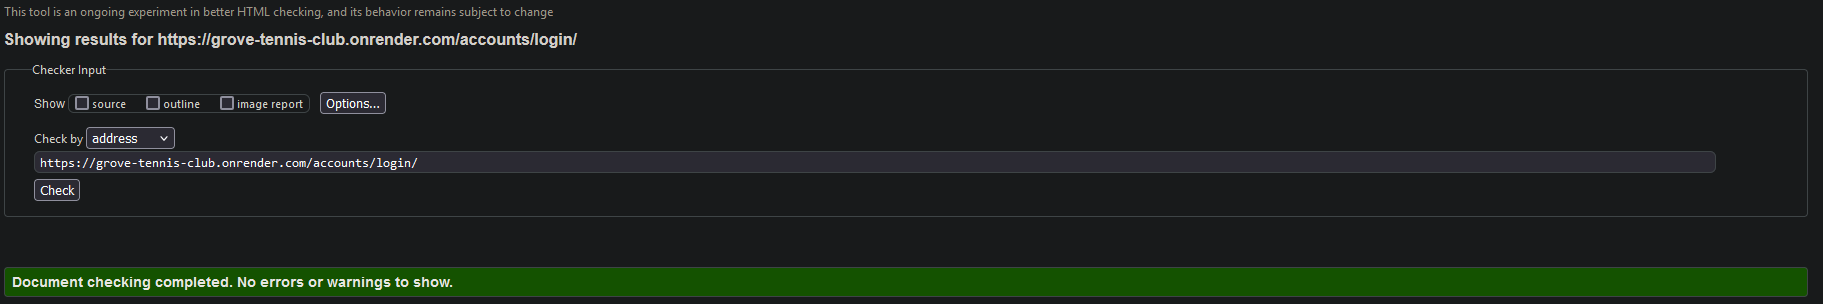 This tool is an ongoing experiment in better HTML checking, and its behavior remains subject to change
Showing results for https://grove-tennis-club.onrender.com/accounts/login/
Checker Input
Show source outline image report Options...
Check by address
https://grove-tennis-club.onrender.com/accounts/login/
Check
Document checking completed. No errors or warnings to show.